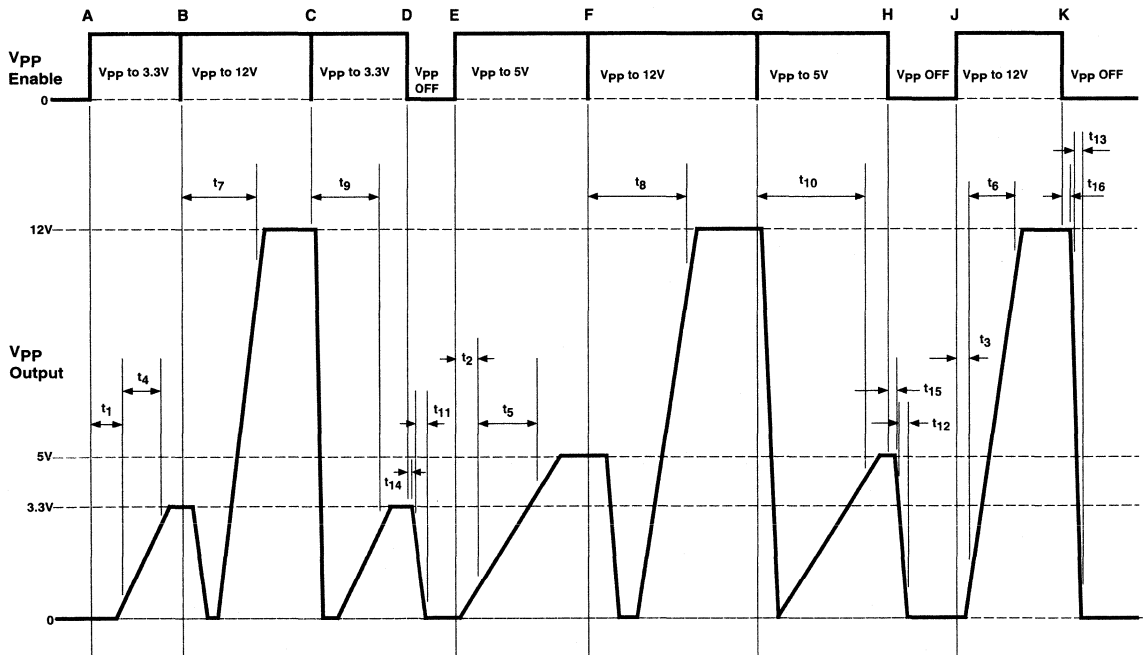 A B C D E F G H J K
VPP
Enable
VPP to 3.3V VPP to 12V VPP to 3.3V VPP
OFF VPP to 5V VPP to 12V VPP to 5V VPP OFF VPP to 12V VPP OFF
0
t13
t7 t9 t8 t10 t6 t16
12V
VPP
Output
t2 t3
t4 t15
t1 t11 t5 t12
5V
t14
3.3V
0